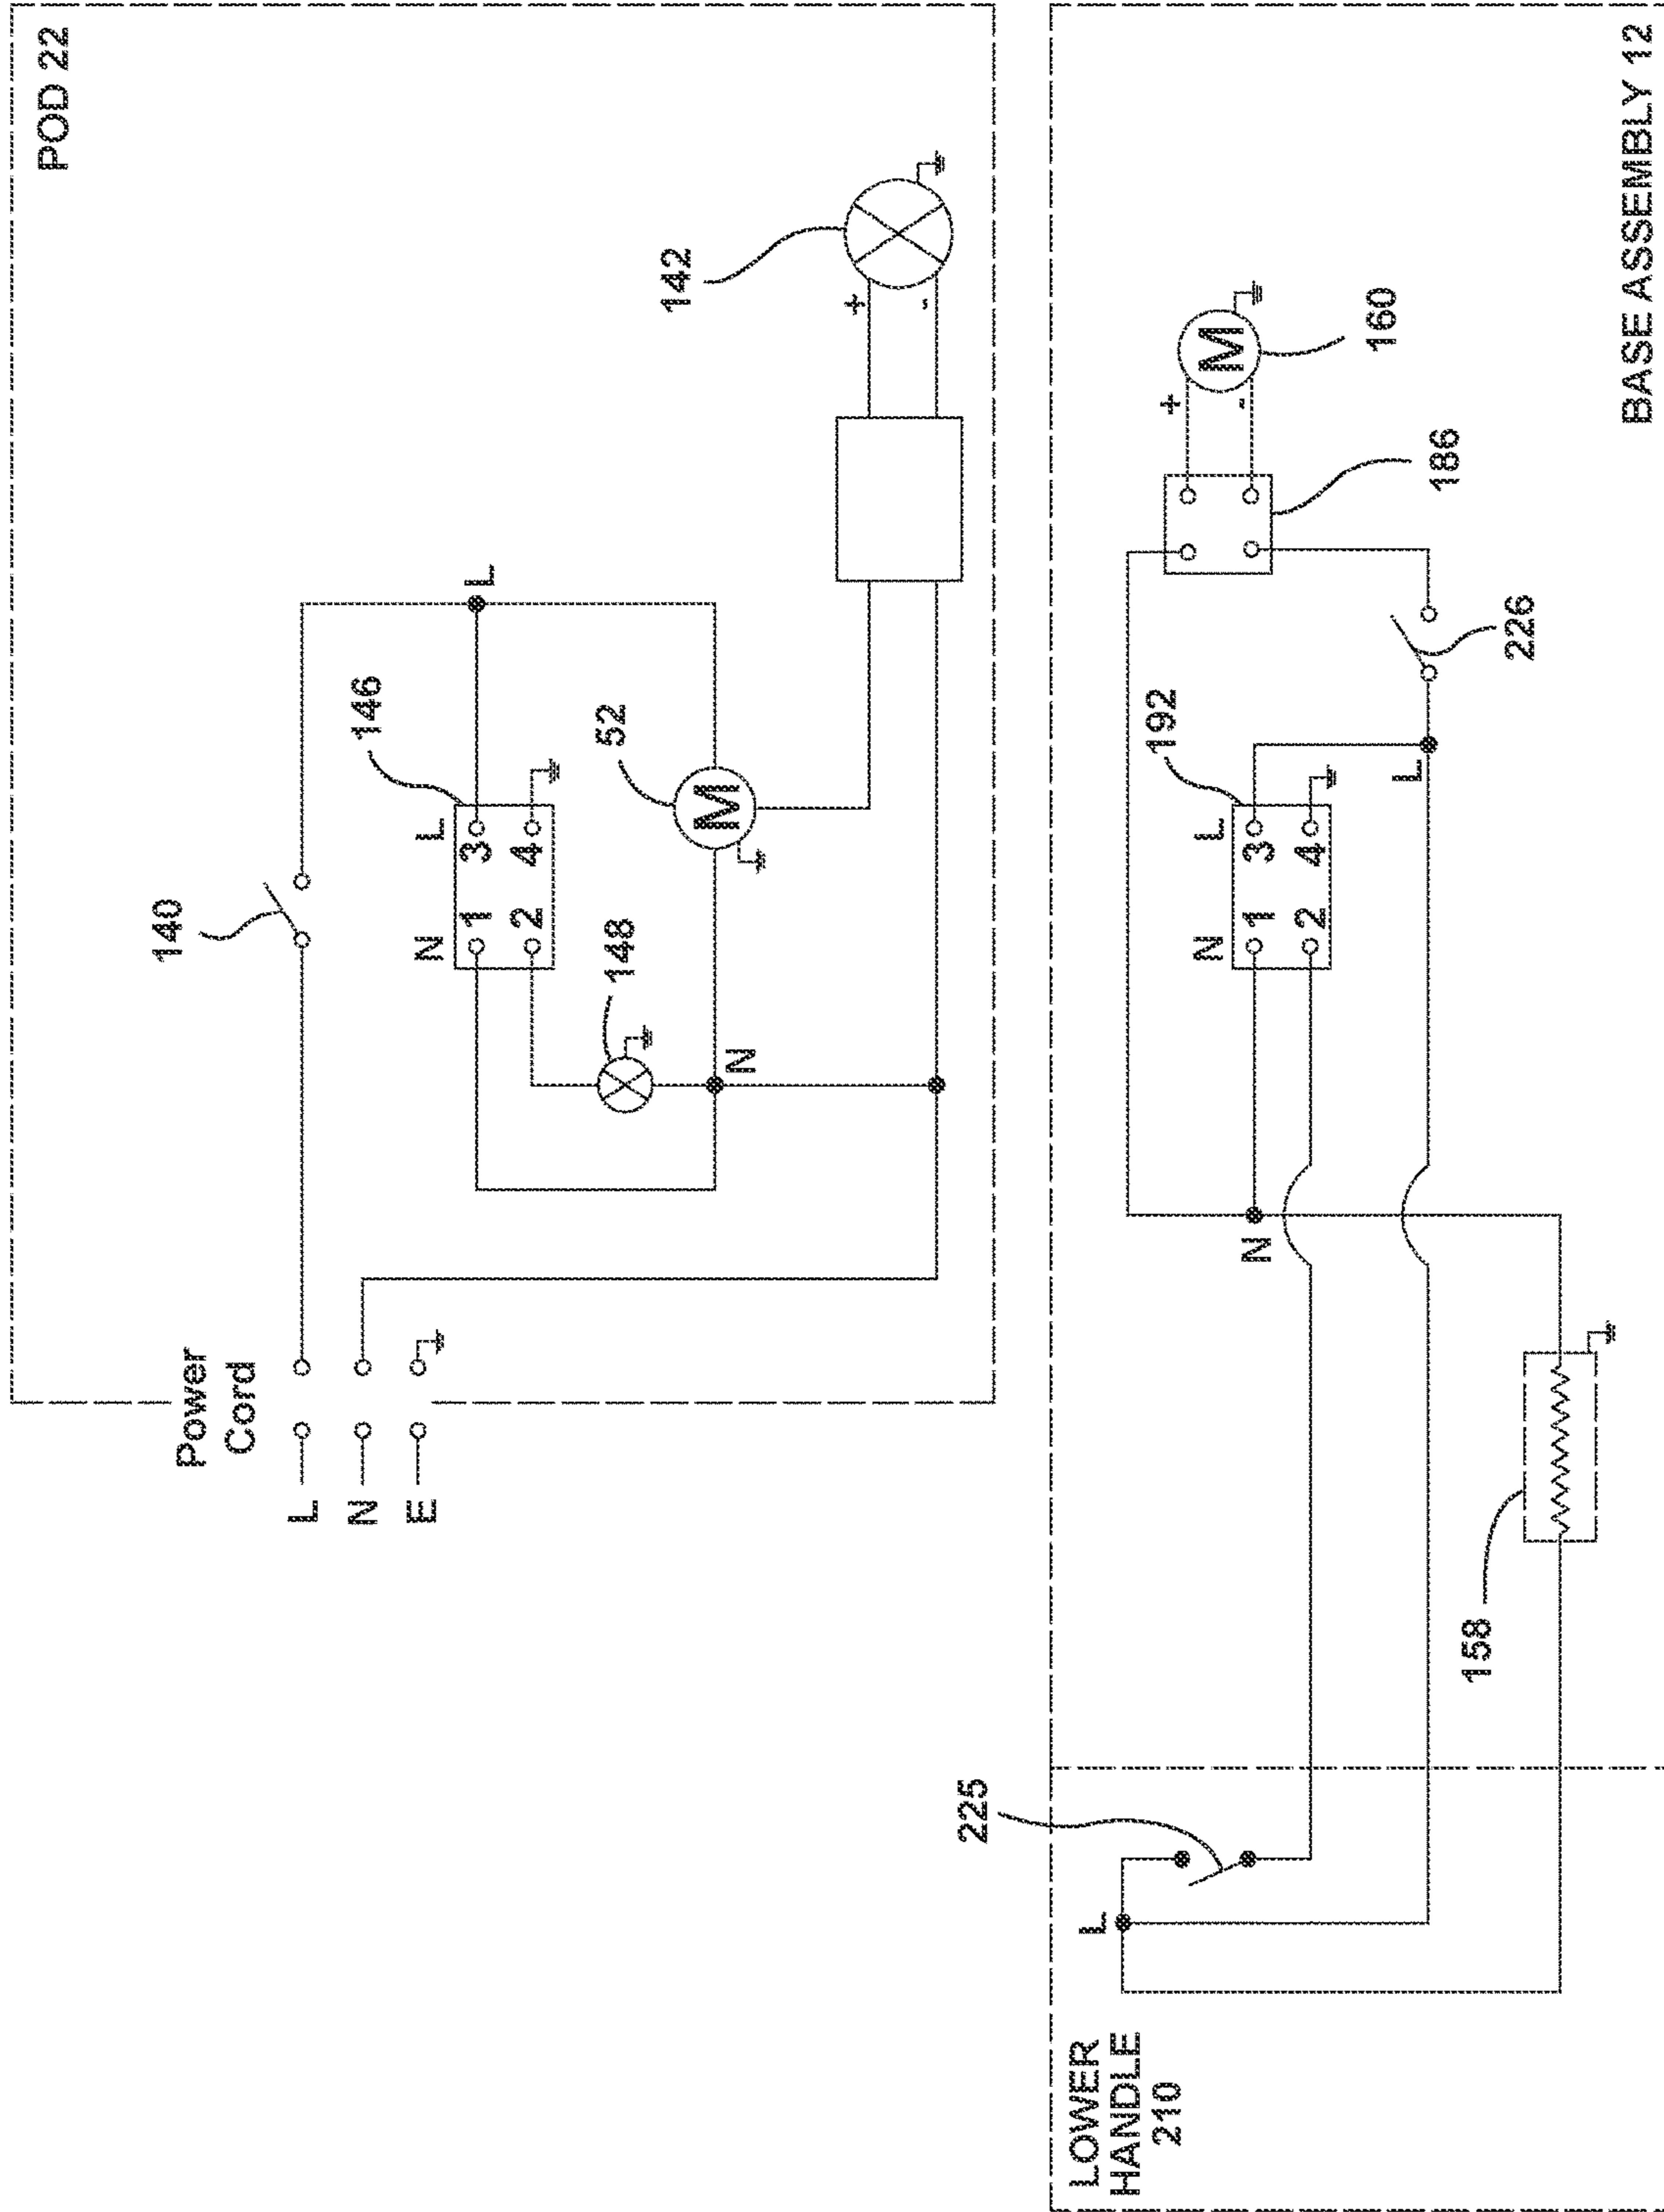 POD 22
Power
Cord
L
N
E
140
146
N
L
1
3
2
4
148
N
52
L
142
+
-
BASE ASSEMBLY 12
LOWER
HANDLE
210
L
225
158
N
192
N
L
1
3
2
4
L
226
186
+
-
M
160
M